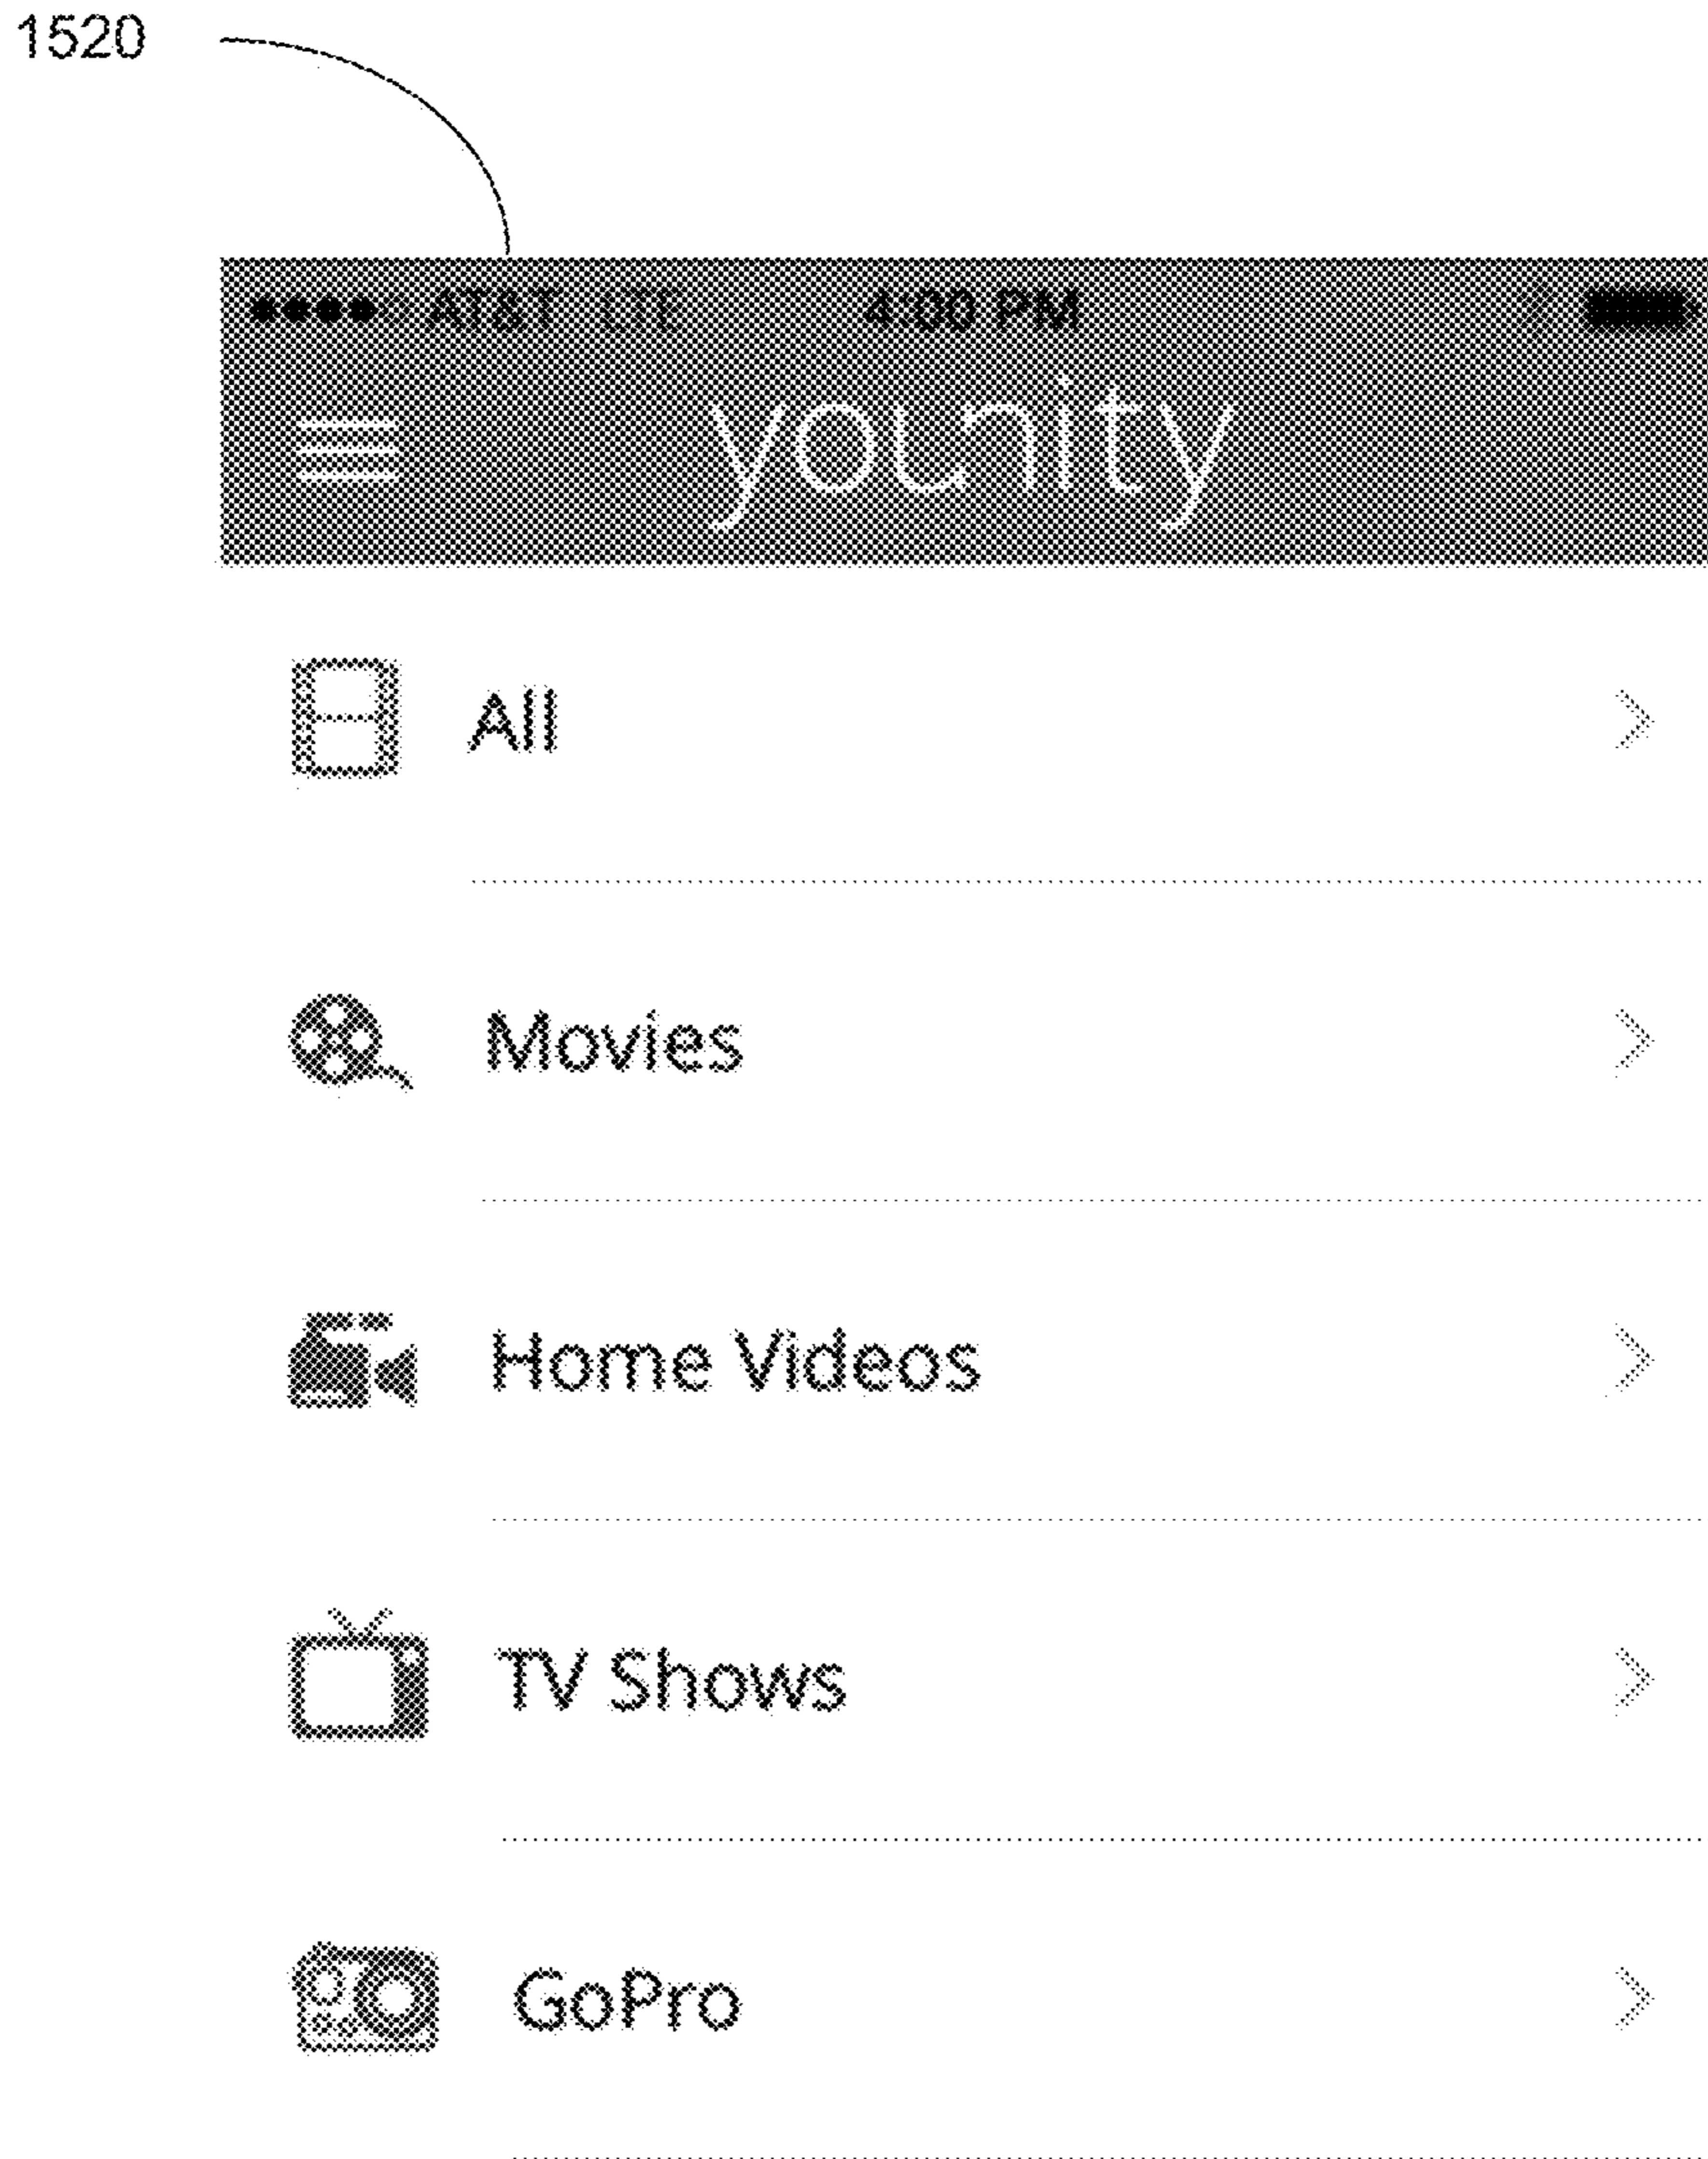 1520
AT&T LTE 4:00 PM
younity
All
Movies
Home Videos
TV Shows
GoPro